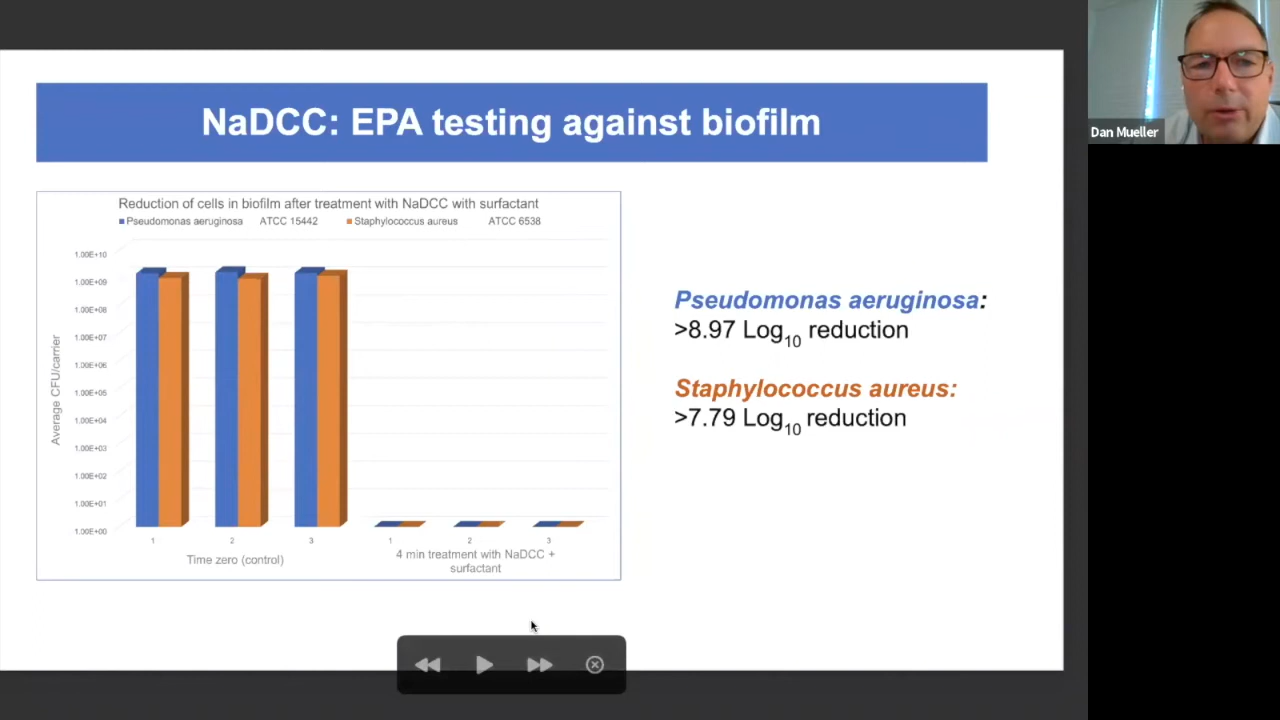 NaDCC: EPA testing against biofilm
Dan Mueller
Reduction of cells in biofilm after treatment with NaDCC with surfactant
Pseudomonas aeruginosa ATCC 15442 Staphylococcus aureus ATCC 6538
Average CFU/carrier
1.00E+10
1.00E+09
1.00E+08
1.00E+07
1.00E+06
1.00E+05
1.00E+04
1.00E+03
1.00E+02
1.00E+01
1.00E+00
1 2 3 1 2 3
Time zero (control)
4 min treatment with NaDCC +
surfactant
Pseudomonas aeruginosa:
>8.97 Log10 reduction
Staphylococcus aureus:
>7.79 Log10 reduction